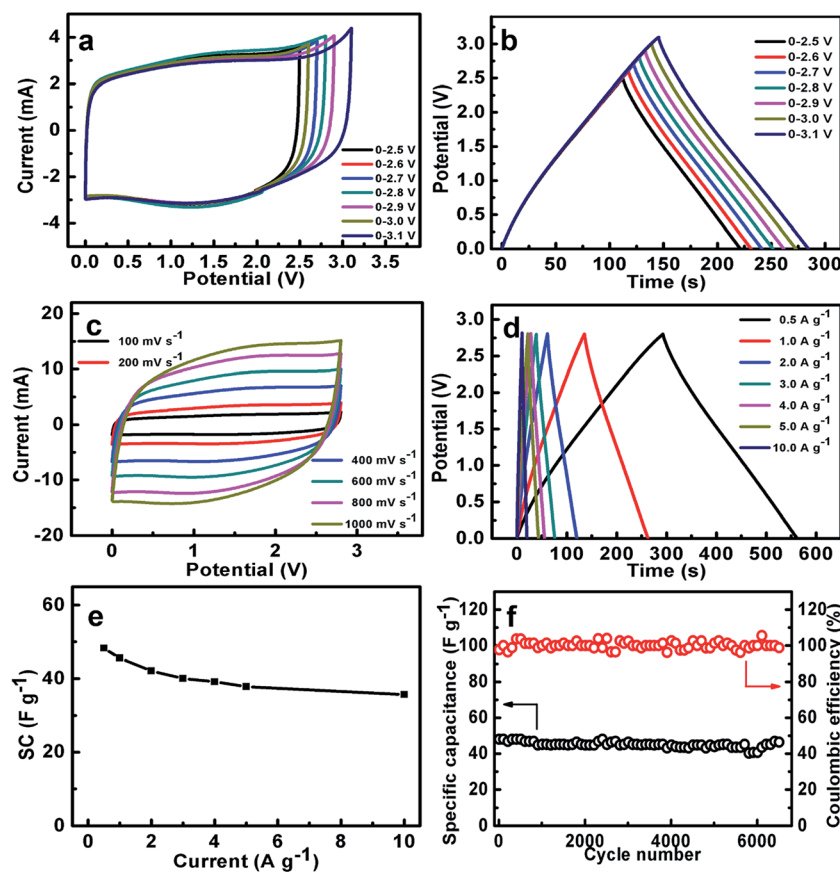 a
4
2
0
-2
-4
Current (mA)
0-2.5 V
0-2.6 V
0-2.7 V
0-2.8 V
0-2.9 V
0-3.0 V
0-3.1 V
0.0 0.5 1.0 1.5 2.0 2.5 3.0 3.5
Potential (V)
b
3.0
2.5
2.0
1.5
1.0
0.5
0.0
Potential (V)
0-2.5 V
0-2.6 V
0-2.7 V
0-2.8 V
0-2.9 V
0-3.0 V
0-3.1 V
0 50 100 150 200 250 300
Time (s)
c
20
10
0
-10
-20
Current (mA)
100 mV s-1
200 mV s-1
400 mV s-1
600 mV s-1
800 mV s-1
1000 mV s-1
0 1 2 3
Potential (V)
d
3.0
2.5
2.0
1.5
1.0
0.5
0.0
Potential (V)
0.5 A g-1
1.0 A g-1
2.0 A g-1
3.0 A g-1
4.0 A g-1
5.0 A g-1
10.0 A g-1
0 100 200 300 400 500 600
Time (s)
e
60
40
20
0
SC (F g-1)
0 2 4 6 8 10
Current (A g-1)
f
120
100
80
60
40
20
0
Specific capacitance (F g-1)
120
100
80
60
40
20
0
Coulombic efficiency (%)
0 2000 4000 6000
Cycle number